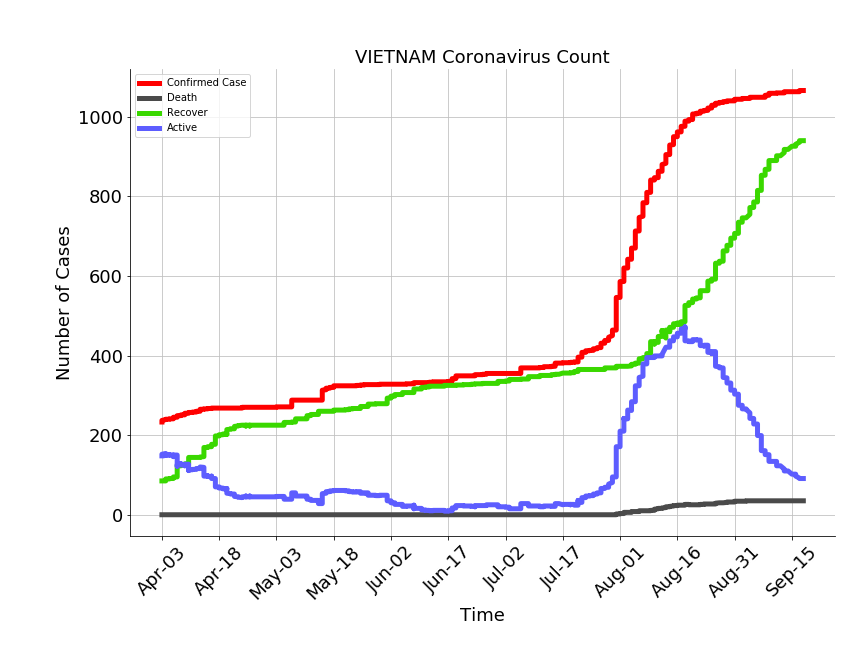 VIETNAM Coronavirus Count
Confirmed Case
Death
Recover
Active
1000
800
600
400
200
0
Number of Cases
Apr-03 Apr-18 May-03 May-18 Jun-02 Jun-17 Jul-02 Jul-17 Aug-01 Aug-16 Aug-31 Sep-15
Time